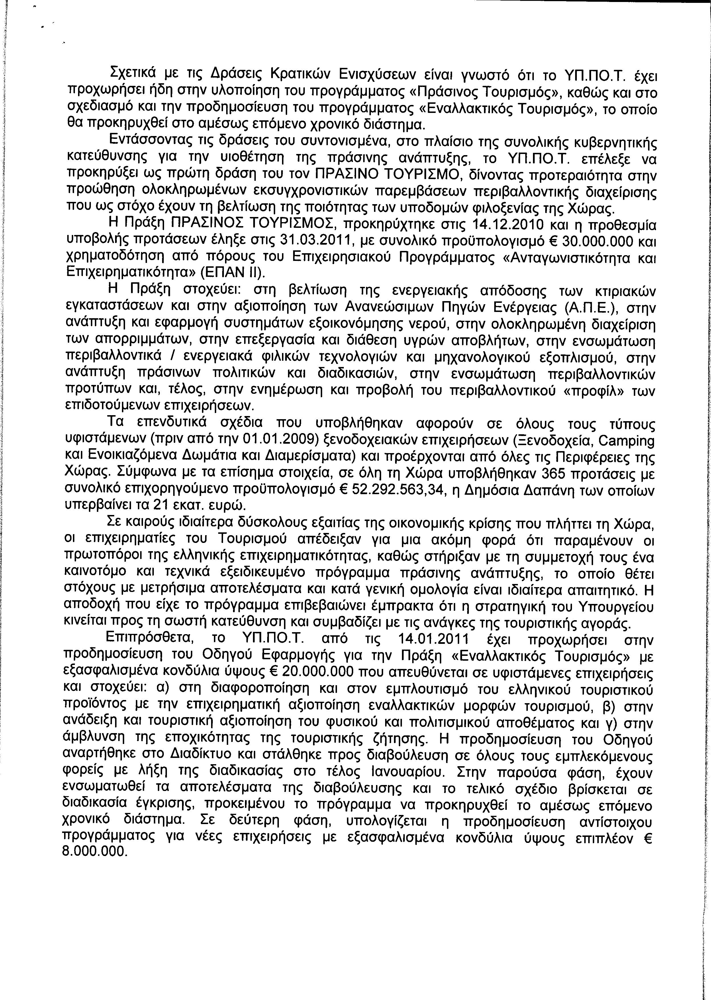 Σχετικά με τις Δράσεις Κρατικών Ενισχύσεων είναι γνωστό ότι το ΥΠ.ΠΟ.Τ. έχει
προχωρήσει ήδη στην υλοποίηση του προγράμματος «Πράσινος Τουρισμός», καθώς και στο
σχεδιασμό και την προδημοσίευση του προγράμματος «Εναλλακτικός Τουρισμός», το οποίο
θα προκηρυχθεί στο αμέσως επόμενο χρονικό διάστημα.
Εντάσσοντας τις δράσεις του συντονισμένα, στο πλαίσιο της συνολικής κυβερνητικής
κατεύθυνσης για την υιοθέτηση της πράσινης ανάπτυξης, το ΥΠ.ΠΟ.Τ. επέλεξε να
προκηρύξει ως πρώτη δράση του τον ΠΡΑΣΙΝΟ ΤΟΥΡΙΣΜΟ, δίνοντας προτεραιότητα στην
προώθηση ολοκληρωμένων εκσυγχρονιστικών παρεμβάσεων περιβαλλοντικής διαχείρισης
που ως στόχο έχουν τη βελτίωση της ποιότητας των υποδομών φιλοξενίας της Χώρας.
Η Πράξη ΠΡΑΣΙΝΟΣ ΤΟΥΡΙΣΜΟΣ, προκηρύχτηκε στις 14.12.2010 και η προθεσμία
υποβολής προτάσεων έληξε στις 31.03.2011, με συνολικό προϋπολογισμό € 30.000.000 και
χρηματοδότηση από πόρους του Επιχειρησιακού Προγράμματος «Ανταγωνιστικότητα και
Επιχειρηματικότητα» (ΕΠΑΝ ΙΙ).
Η Πράξη στοχεύει: στη βελτίωση της ενεργειακής απόδοσης των κτιριακών
εγκαταστάσεων και στην αξιοποίηση των Ανανεώσιμων Πηγών Ενέργειας (Α.Π.Ε.), στην
ανάπτυξη και εφαρμογή συστημάτων εξοικονόμησης νερού, στην ολοκληρωμένη διαχείριση
των απορριμμάτων, στην επεξεργασία και διάθεση υγρών αποβλήτων, στην ενσωμάτωση
περιβαλλοντικά / ενεργειακά φιλικών τεχνολογιών και μηχανολογικού εξοπλισμού, στην
ανάπτυξη πράσινων πολιτικών και διαδικασιών, στην ενσωμάτωση περιβαλλοντικών
προτύπων και, τέλος, στην ενημέρωση και προβολή του περιβαλλοντικού «προφίλ» των
επιδοτούμενων επιχειρήσεων.
Τα επενδυτικά σχέδια που υποβλήθηκαν αφορούν σε όλους τους τύπους
υφιστάμενων (πριν από την 01.01.2009) ξενοδοχειακών επιχειρήσεων (Ξενοδοχεία, Camping
και Ενοικιαζόμενα Δωμάτια και Διαμερίσματα) και προέρχονται από όλες τις Περιφέρειες της
Χώρας. Σύμφωνα με τα επίσημα στοιχεία, σε όλη τη Χώρα υποβλήθηκαν 365 προτάσεις με
συνολικό επιχορηγούμενο προϋπολογισμό € 52.292.563,34, η Δημόσια Δαπάνη των οποίων
υπερβαίνει τα 21 εκατ. ευρώ.
Σε καιρούς ιδιαίτερα δύσκολους εξαιτίας της οικονομικής κρίσης που πλήττει τη Χώρα,
οι επιχειρηματίες του Τουρισμού απέδειξαν για μια ακόμη φορά ότι παραμένουν οι
πρωτοπόροι της ελληνικής επιχειρηματικότητας, καθώς στήριξαν με τη συμμετοχή τους ένα
καινοτόμο και τεχνικά εξειδικευμένο πρόγραμμα πράσινης ανάπτυξης, το οποίο θέτει
στόχους με μετρήσιμα αποτελέσματα και κατά γενική ομολογία είναι ιδιαίτερα απαιτητικό. Η
αποδοχή που είχε το πρόγραμμα επιβεβαιώνει έμπρακτα ότι η στρατηγική του Υπουργείου
κινείται προς τη σωστή κατεύθυνση και συμβαδίζει με τις ανάγκες της τουριστικής αγοράς.
Επιπρόσθετα, το ΥΠ.ΠΟ.Τ. από τις 14.01.2011 έχει προχωρήσει στην
προδημοσίευση του Οδηγού Εφαρμογής για την Πράξη «Εναλλακτικός Τουρισμός» με
εξασφαλισμένα κονδύλια ύψους € 20.000.000 που απευθύνεται σε υφιστάμενες επιχειρήσεις
και στοχεύει: α) στη διαφοροποίηση και στον εμπλουτισμό του ελληνικού τουριστικού
προϊόντος με την επιχειρηματική αξιοποίηση εναλλακτικών μορφών τουρισμού, β) στην
ανάδειξη και τουριστική αξιοποίηση του φυσικού και πολιτισμικού αποθέματος και γ) στην
άμβλυνση της εποχικότητας της τουριστικής ζήτησης. Η προδημοσίευση του Οδηγού
αναρτήθηκε στο Διαδίκτυο και στάλθηκε προς διαβούλευση σε όλους τους εμπλεκόμενους
φορείς με λήξη της διαδικασίας στο τέλος Ιανουαρίου. Στην παρούσα φάση, έχουν
ενσωματωθεί τα αποτελέσματα της διαβούλευσης και το τελικό σχέδιο βρίσκεται σε
διαδικασία έγκρισης, προκειμένου το πρόγραμμα να προκηρυχθεί το αμέσως επόμενο
χρονικό διάστημα. Σε δεύτερη φάση, υπολογίζεται η προδημοσίευση αντίστοιχου
προγράμματος για νέες επιχειρήσεις με εξασφαλισμένα κονδύλια ύψους επιπλέον €
8.000.000.